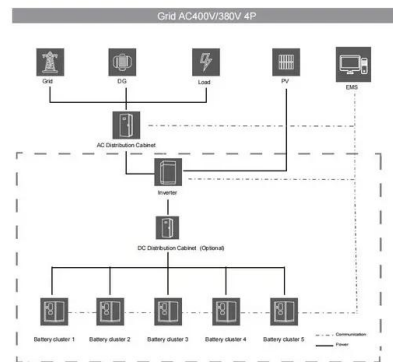 Grid AC400V/380V 4P
Grid
DG
Load
PV
EMS
AC Distribution Cabinet
Inverter
DC Distribution Cabinet (Optional)
Battery cluster 1
Battery cluster 2
Battery cluster 3
Battery cluster 4
Battery cluster 5
Communication
Power